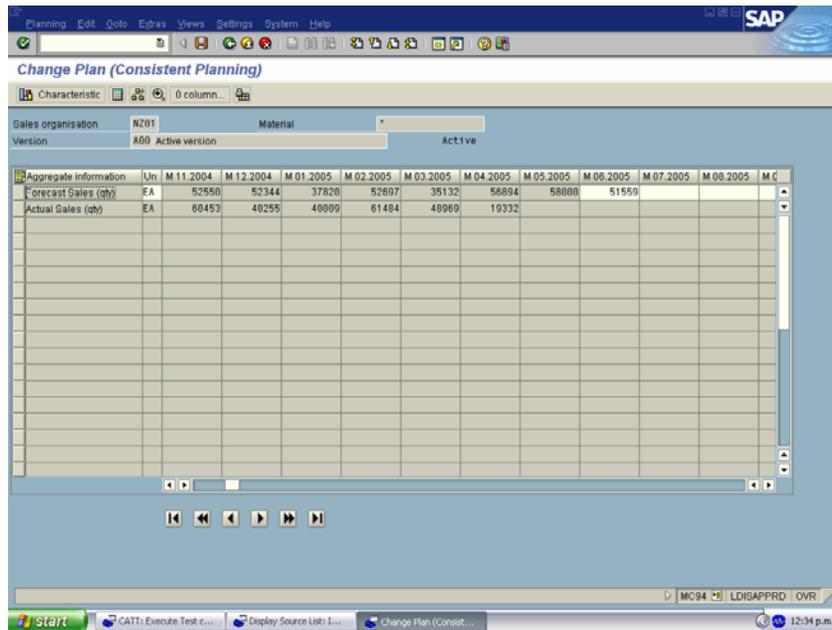 Planning Edit Goto Extras Views Settings System Help
SAP
Change Plan (Consistent Planning)
Characteristic 0 column...
Sales organisation NZ01 Material *
Version A00 Active version Active
Aggregate information Un M 11.2004 M 12.2004 M 01.2005 M 02.2005 M 03.2005 M 04.2005 M 05.2005 M 06.2005 M 07.2005 M 08.2005 M 0
Forecast Sales (qty) EA 52550 52344 37820 52697 35132 56894 58000 51559
Actual Sales (qty) EA 60453 40255 40009 61484 48969 19332
MC94 LDISAPPRD OVR
start CATT: Execute Test c... Display Source List: I... Change Plan (Consist... 12:34 p.m.